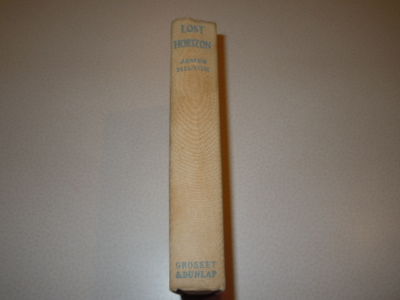 LOST
HORIZON
JAMES
HILTON
GROSSET
& DUNLAP